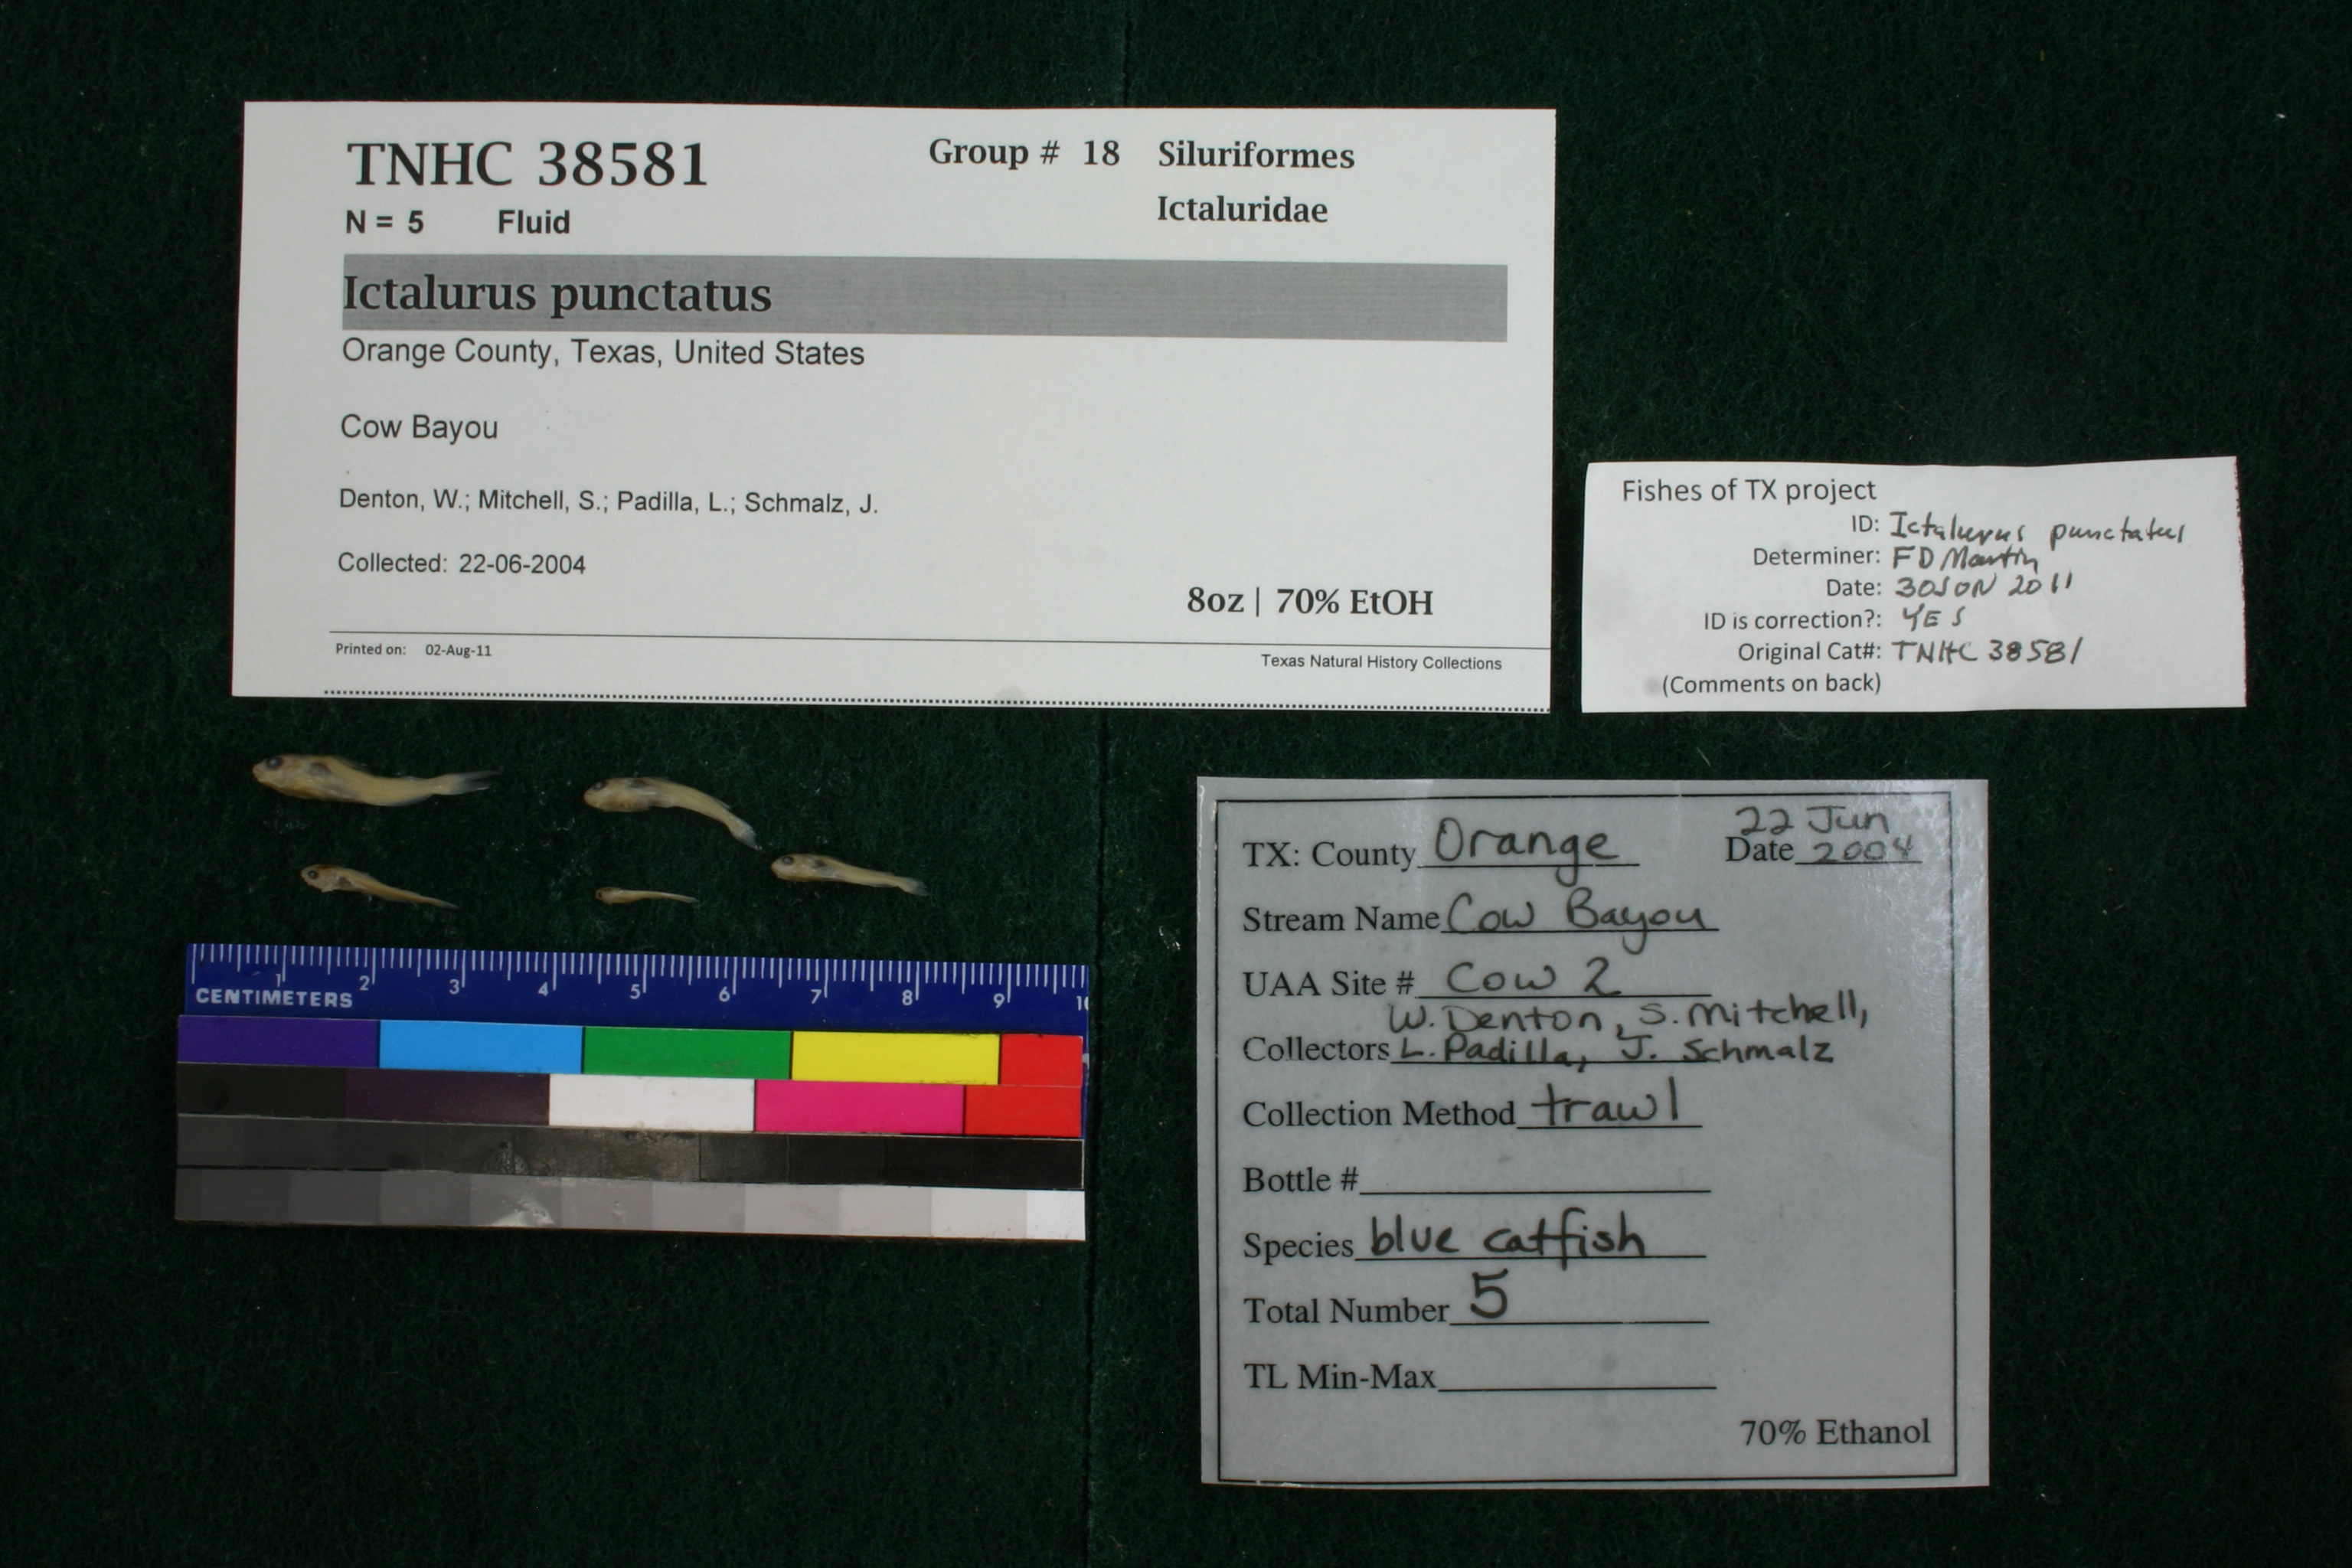 TNHC 38581
Group # 18 Siluriformes
Ictaluridae
N = 5 Fluid
Ictalurus punctatus
Orange County, Texas, United States
Cow Bayou
Denton, W.; Mitchell, S.; Padilla, L.; Schmalz, J.
Collected: 22-06-2004
8oz | 70% EtOH
Printed on: 02-Aug-11
Texas Natural History Collections
Fishes of TX project
ID: Ictalurus punctatus
Determiner: FD Martin
Date: 30JUN 2011
ID is correction?: YES
Original Cat#: TNHC 38581
(Comments on back)
1 2 3 4 5 6 7 8 9 10
CENTIMETERS
22 Jun
TX: County Orange Date 2004
Stream Name Cow Bayou
UAA Site # Cow 2
W. Denton, S. Mitchell,
Collectors L. Padilla, J. Schmalz
Collection Method trawl
Bottle #
Species blue catfish
Total Number 5
TL Min-Max
70% Ethanol